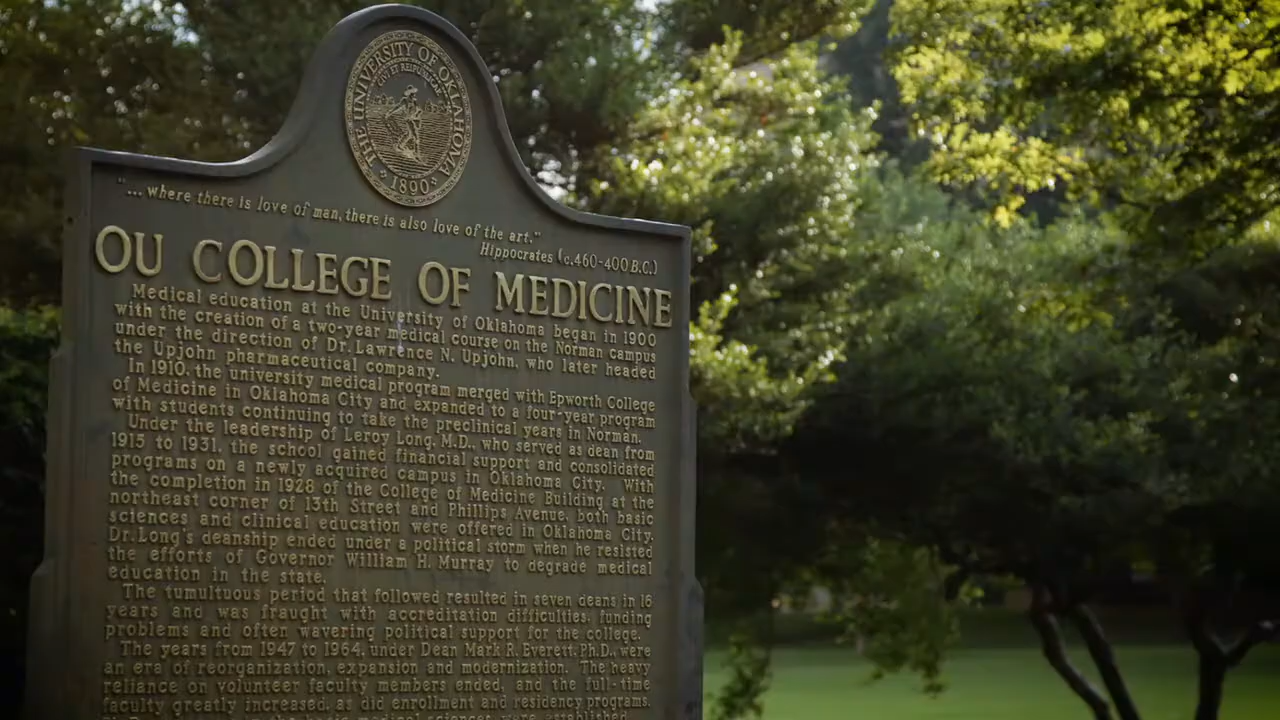 THE UNIVERSITY OF OKLAHOMA
CIVI ET REIPUBLICAE
1890
"... where there is love of man, there is also love of the art."
Hippocrates (c.460-400 B.C.)
OU COLLEGE OF MEDICINE
Medical education at the University of Oklahoma began in 1900
with the creation of a two-year medical course on the Norman campus
under the direction of Dr. Lawrence N. Upjohn, who later headed
the Upjohn pharmaceutical company.
In 1910, the university medical program merged with Epworth College
of Medicine in Oklahoma City and expanded to a four-year program
with students continuing to take the preclinical years in Norman.
Under the leadership of Leroy Long, M.D., who served as dean from
1915 to 1931, the school gained financial support and consolidated
programs on a newly acquired campus in Oklahoma City. With
the completion in 1928 of the College of Medicine Building at the
northeast corner of 13th Street and Phillips Avenue, both basic
sciences and clinical education were offered in Oklahoma City.
Dr. Long's deanship ended under a political storm when he resisted
the efforts of Governor William H. Murray to degrade medical
education in the state.
The tumultuous period that followed resulted in seven deans in 16
years and was fraught with accreditation difficulties, funding
problems and often wavering political support for the college.
The years from 1947 to 1964, under Dean Mark R. Everett, Ph.D., were
an era of reorganization, expansion and modernization. The heavy
reliance on volunteer faculty members ended, and the full-time
faculty greatly increased, as did enrollment and residency programs.
the basic medical sciences were established